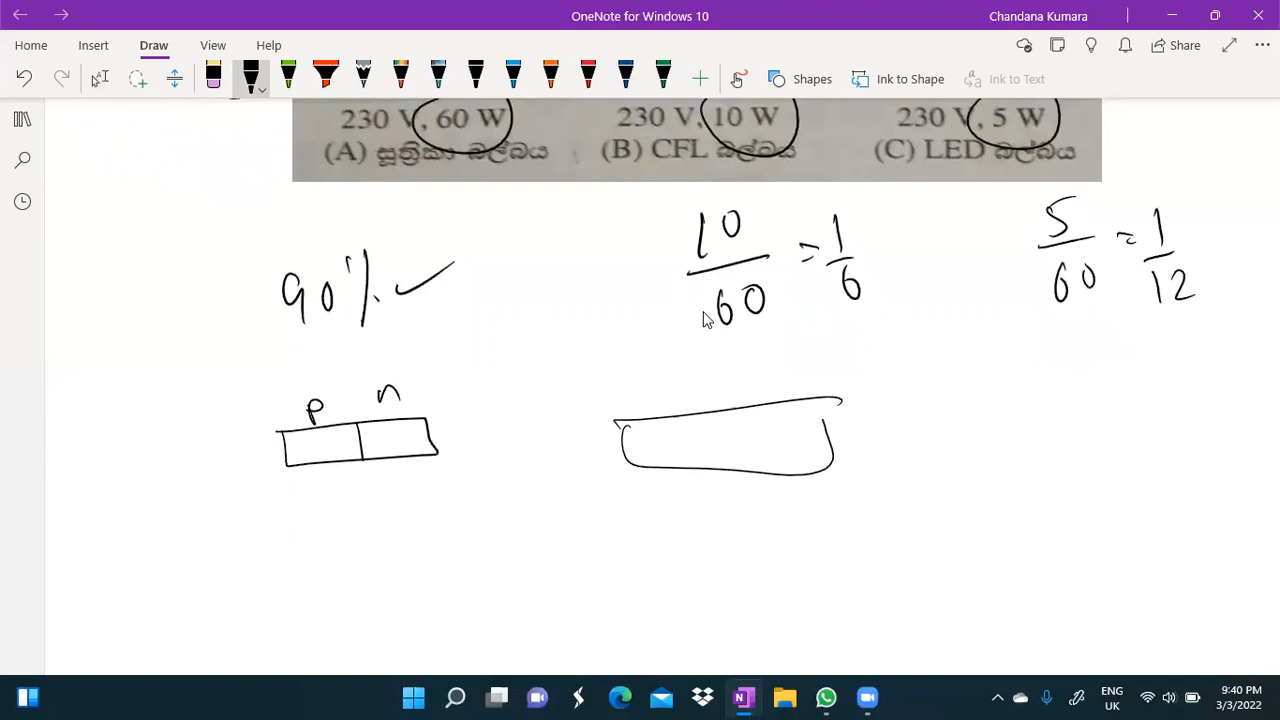 OneNote for Windows 10
Chandana Kumara
Home Insert Draw View Help
Share
Shapes
Ink to Shape
Ink to Text
230 V, 60 W 230 V, 10 W 230 V, 5 W
(A) සූත්‍රිකා බල්බය (B) CFL බල්බය (C) LED බල්බය
90%
10/60 = 1/6
5/60 = 1/12
p n
ENG
UK
9:40 PM
3/3/2022